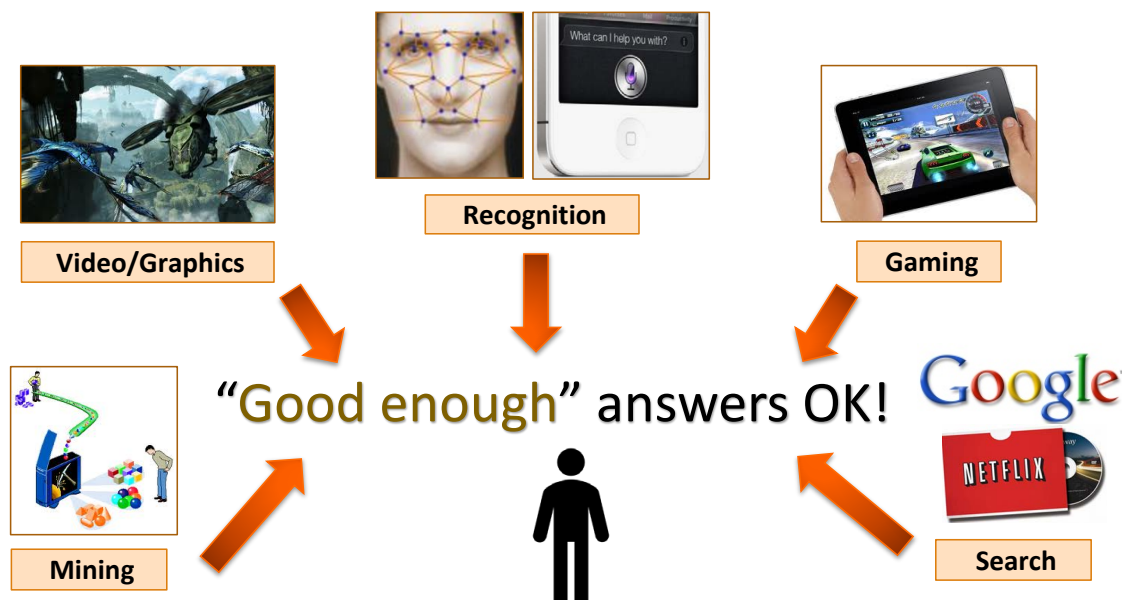 What can I help you with?
Recognition
Video/Graphics
Gaming
“Good enough” answers OK!
Google
NETFLIX
Mining
Search